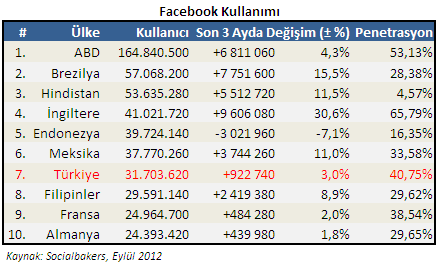 Facebook Kullanımı
# Ülke Kullanıcı Son 3 Ayda Değişim (± %) Penetrasyon
1. ABD 164.840.500 +6 811 060 4,3% 53,13%
2. Brezilya 57.068.200 +7 751 600 15,5% 28,38%
3. Hindistan 53.635.280 +5 512 720 11,5% 4,57%
4. İngiltere 41.021.720 +9 606 080 30,6% 65,79%
5. Endonezya 39.724.140 -3 021 960 -7,1% 16,35%
6. Meksika 37.770.260 +3 744 260 11,0% 33,58%
7. Türkiye 31.703.620 +922 740 3,0% 40,75%
8. Filipinler 29.591.140 +2 419 380 8,9% 29,62%
9. Fransa 24.964.700 +484 280 2,0% 38,54%
10. Almanya 24.393.420 +439 980 1,8% 29,65%
Kaynak: Socialbakers, Eylül 2012